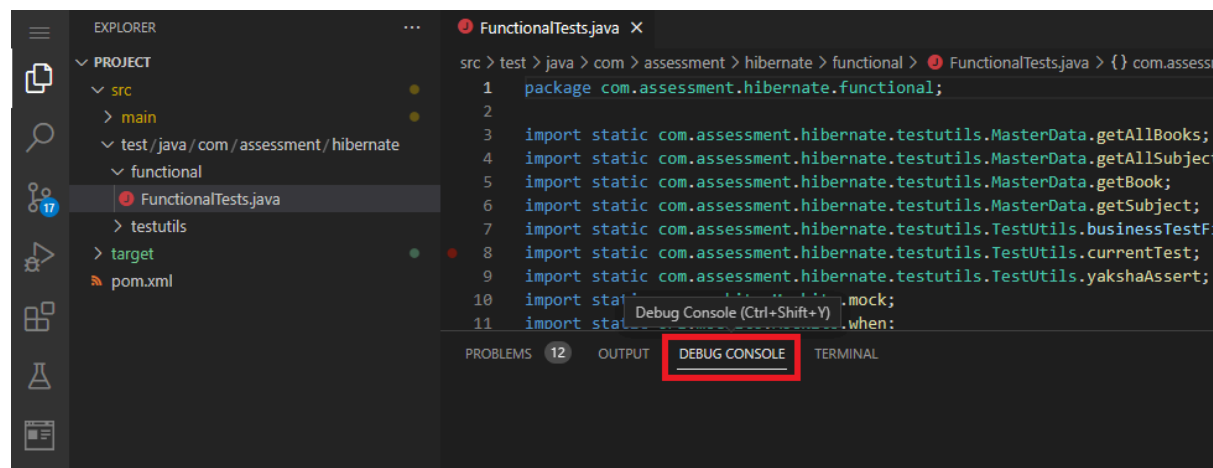 EXPLORER
PROJECT
src
main
test/java/com/assessment/hibernate
functional
FunctionalTests.java
testutils
target
pom.xml
17
FunctionalTests.java
src > test > java > com > assessment > hibernate > functional > FunctionalTests.java > {} com.assess
1 package com.assessment.hibernate.functional;
2
3 import static com.assessment.hibernate.testutils.MasterData.getAllBooks;
4 import static com.assessment.hibernate.testutils.MasterData.getAllSubject
5 import static com.assessment.hibernate.testutils.MasterData.getBook;
6 import static com.assessment.hibernate.testutils.MasterData.getSubject;
7 import static com.assessment.hibernate.testutils.TestUtils.businessTestF
8 import static com.assessment.hibernate.testutils.TestUtils.currentTest;
9 import static com.assessment.hibernate.testutils.TestUtils.yakshaAssert;
10 import stat .mock;
11 import stat .when;
Debug Console (Ctrl+Shift+Y)
PROBLEMS 12 OUTPUT DEBUG CONSOLE TERMINAL